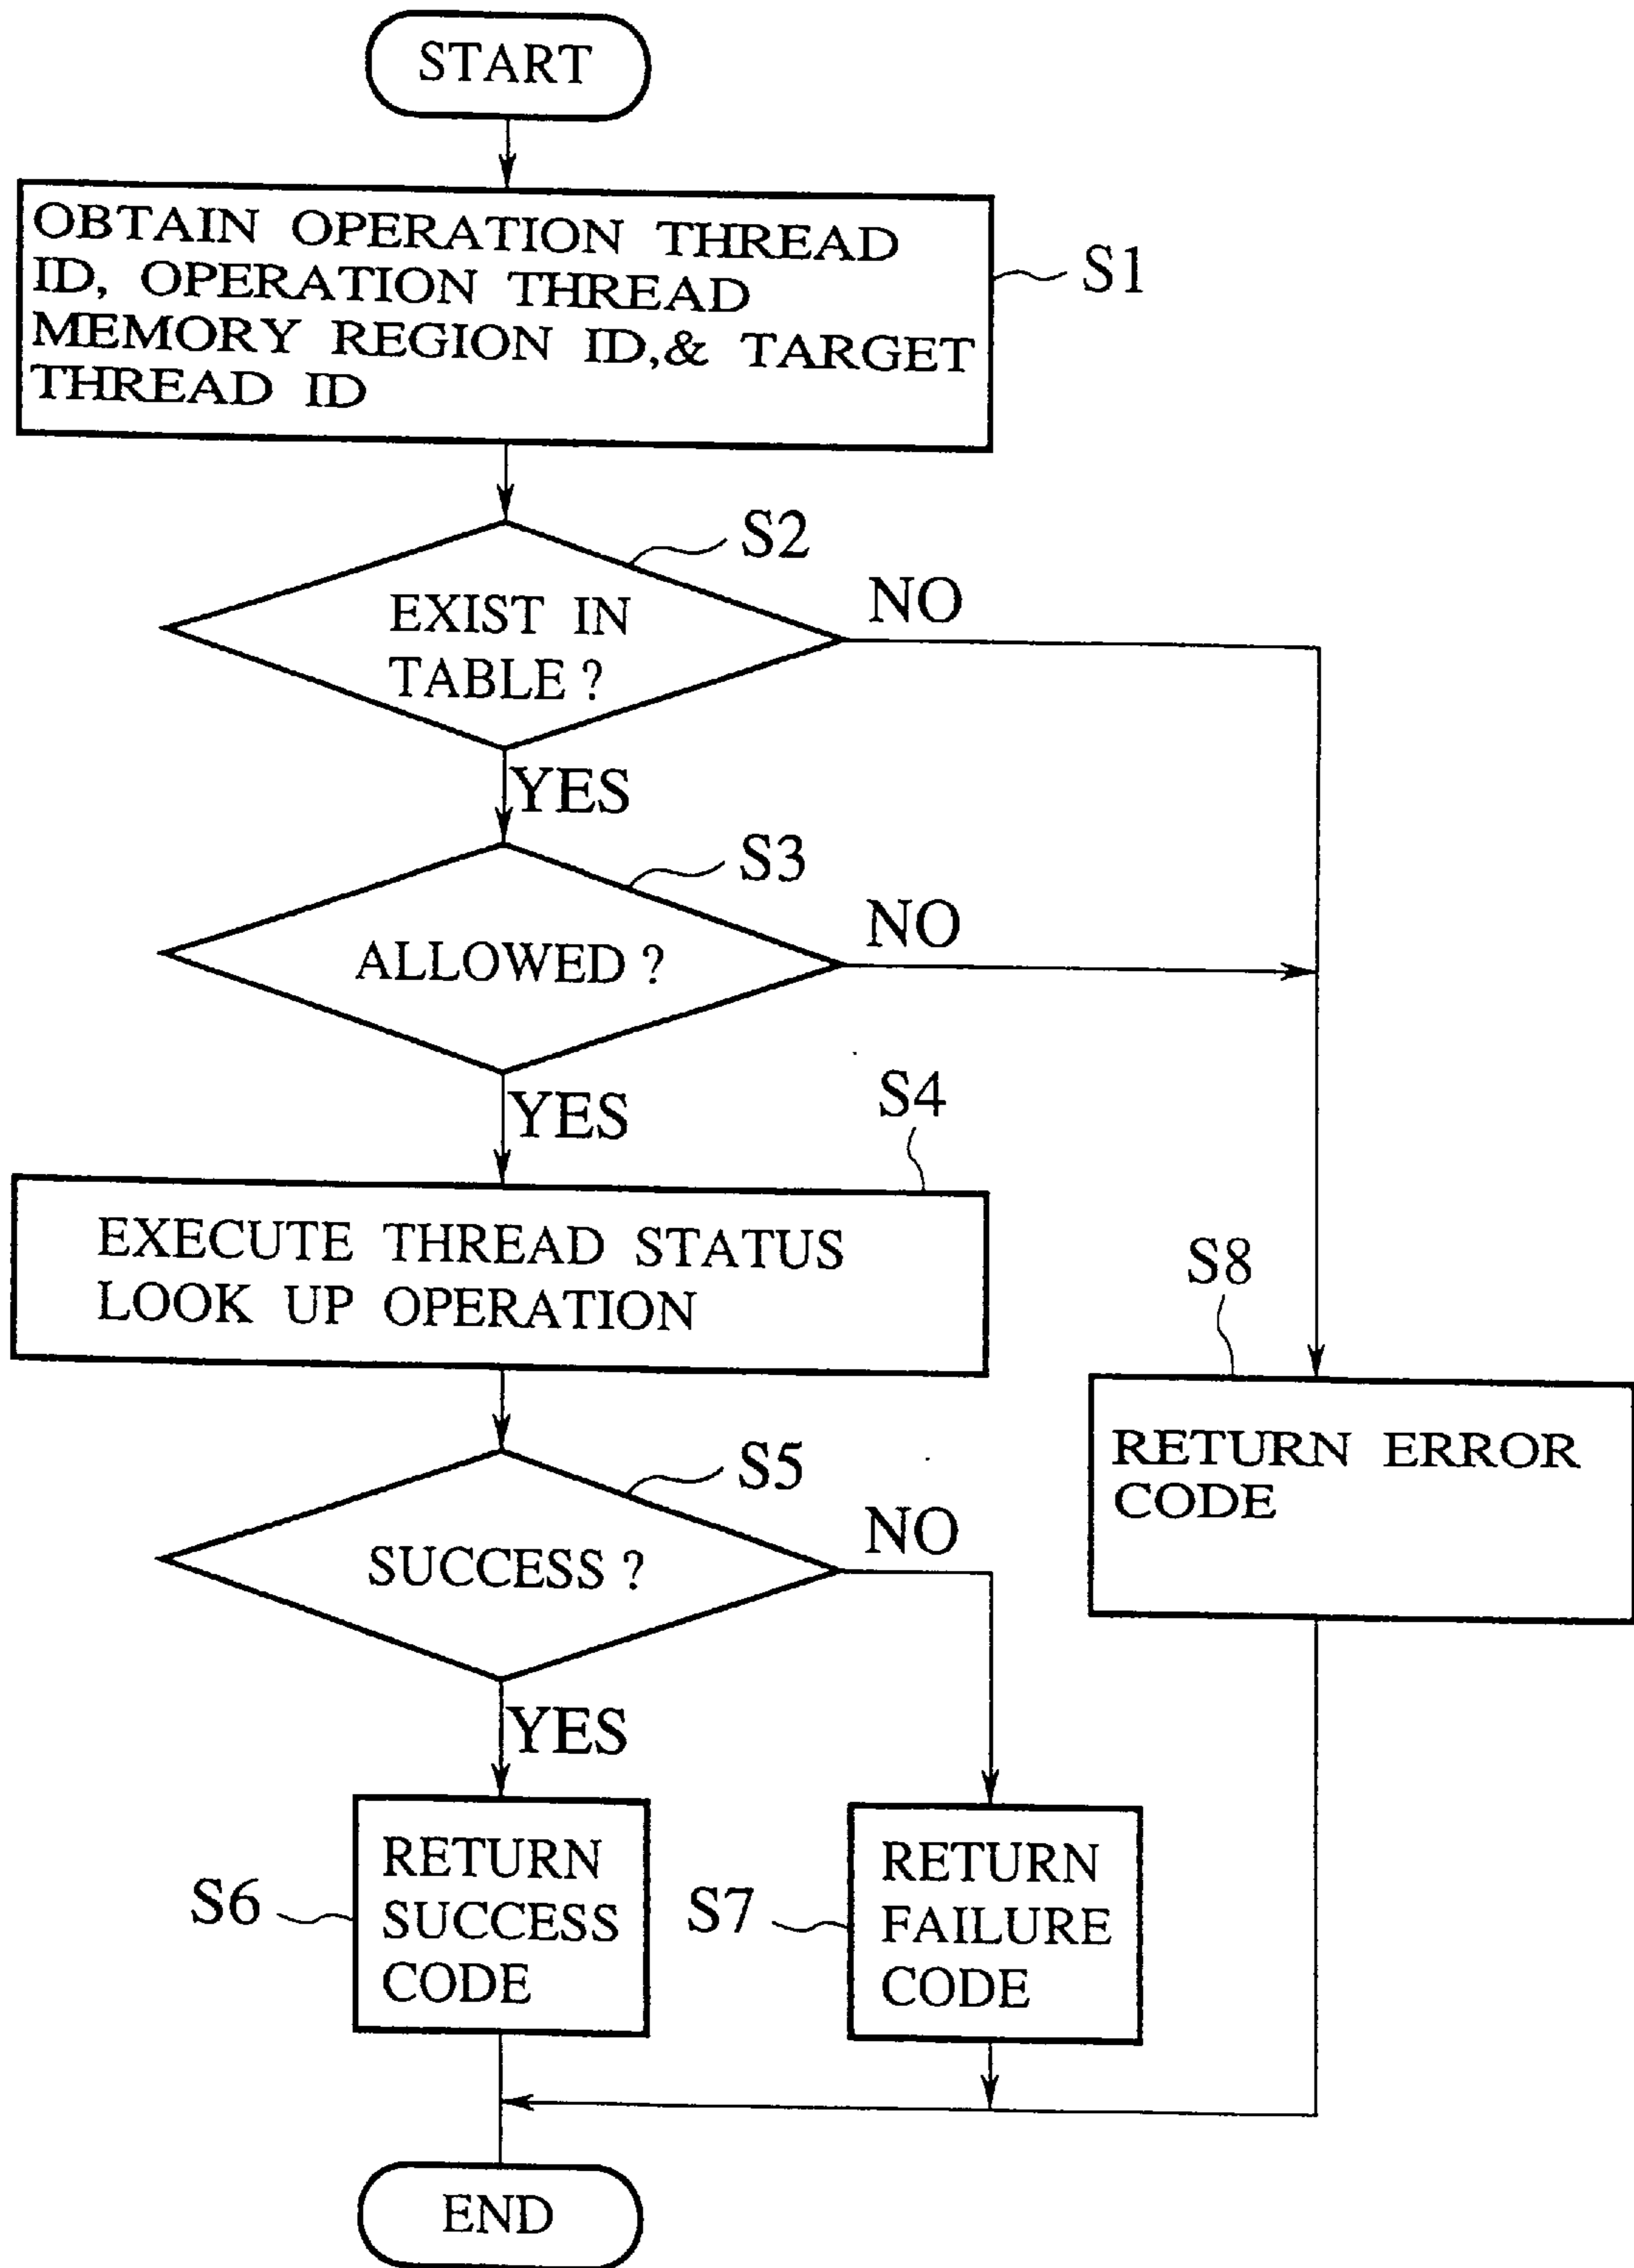 START
OBTAIN OPERATION THREAD
ID, OPERATION THREAD
MEMORY REGION ID,& TARGET
THREAD ID
S1
S2
EXIST IN
TABLE ?
NO
YES
S3
ALLOWED ?
NO
YES
S4
EXECUTE THREAD STATUS
LOOK UP OPERATION
S8
RETURN ERROR
CODE
S5
SUCCESS ?
NO
YES
S6
RETURN
SUCCESS
CODE
S7
RETURN
FAILURE
CODE
END